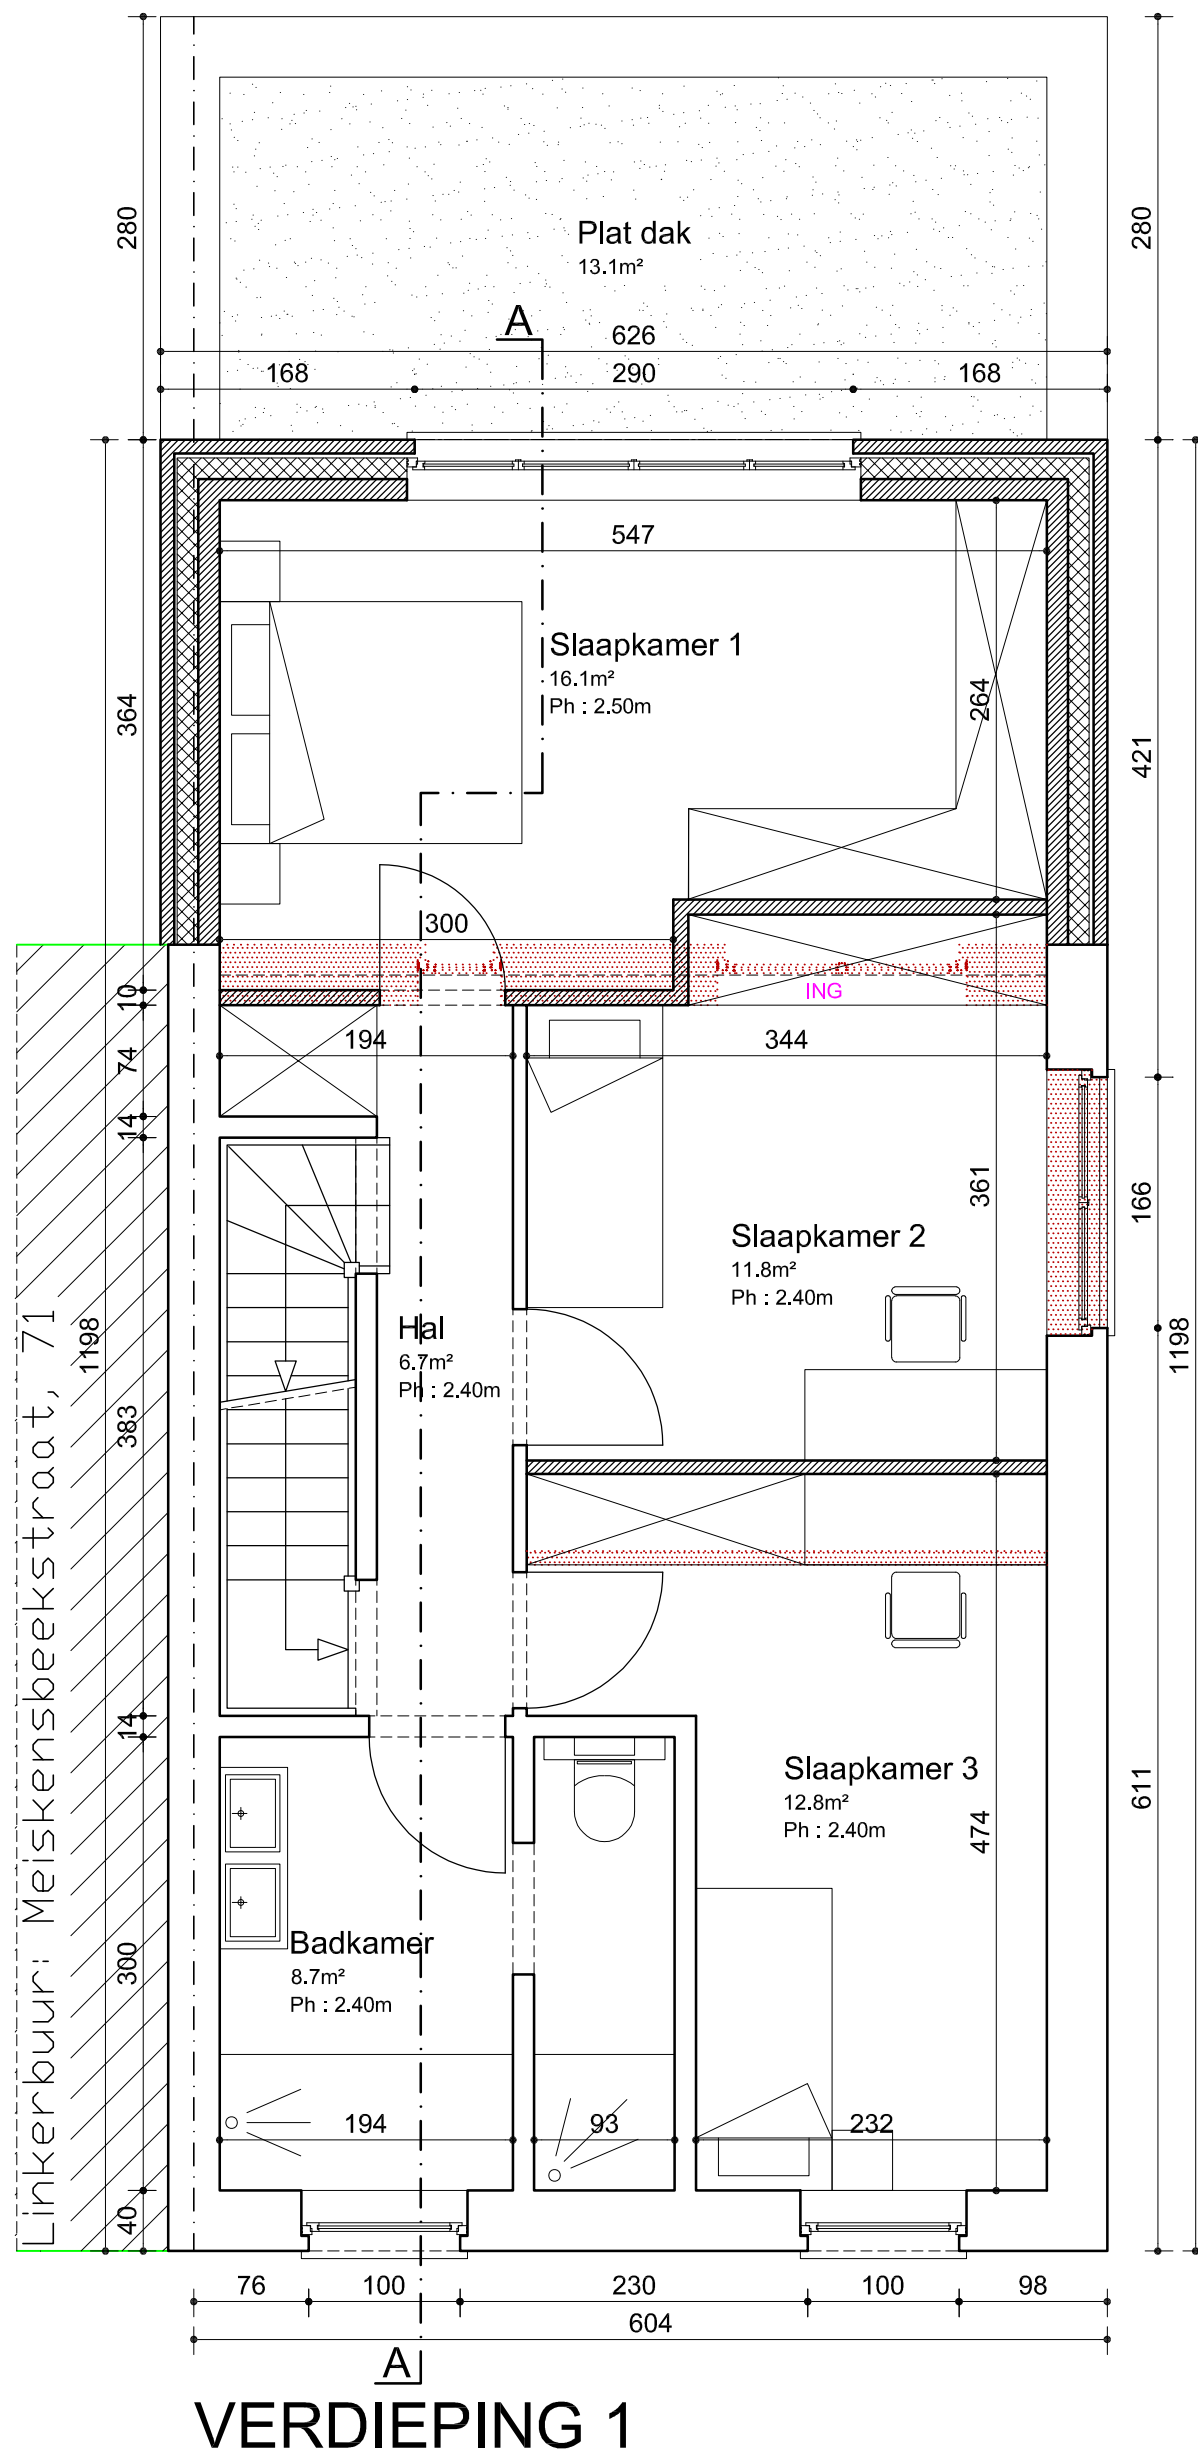 280
280
Plat dak
13.1m²
A
626
168
290
168
547
Slaapkamer 1
16.1m²
Ph : 2.50m
264
364
421
300
10
ING
194
344
74
14
361
166
Slaapkamer 2
11.8m²
Ph : 2.40m
Hal
6.7m²
Ph : 2.40m
1198
1198
383
Linkerbuur: Meiskensbeekstraat, 71
14
Slaapkamer 3
12.8m²
Ph : 2.40m
474
611
Badkamer
8.7m²
Ph : 2.40m
300
194
93
232
40
76
100
230
100
98
604
A
VERDIEPING 1